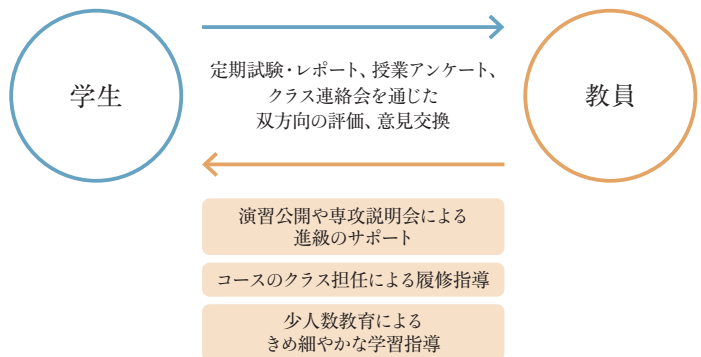 学生
定期試験・レポート、授業アンケート、
クラス連絡会を通じた
双方向の評価、意見交換
教員
演習公開や専攻説明会による
進級のサポート
コースのクラス担任による履修指導
少人数教育による
きめ細やかな学習指導